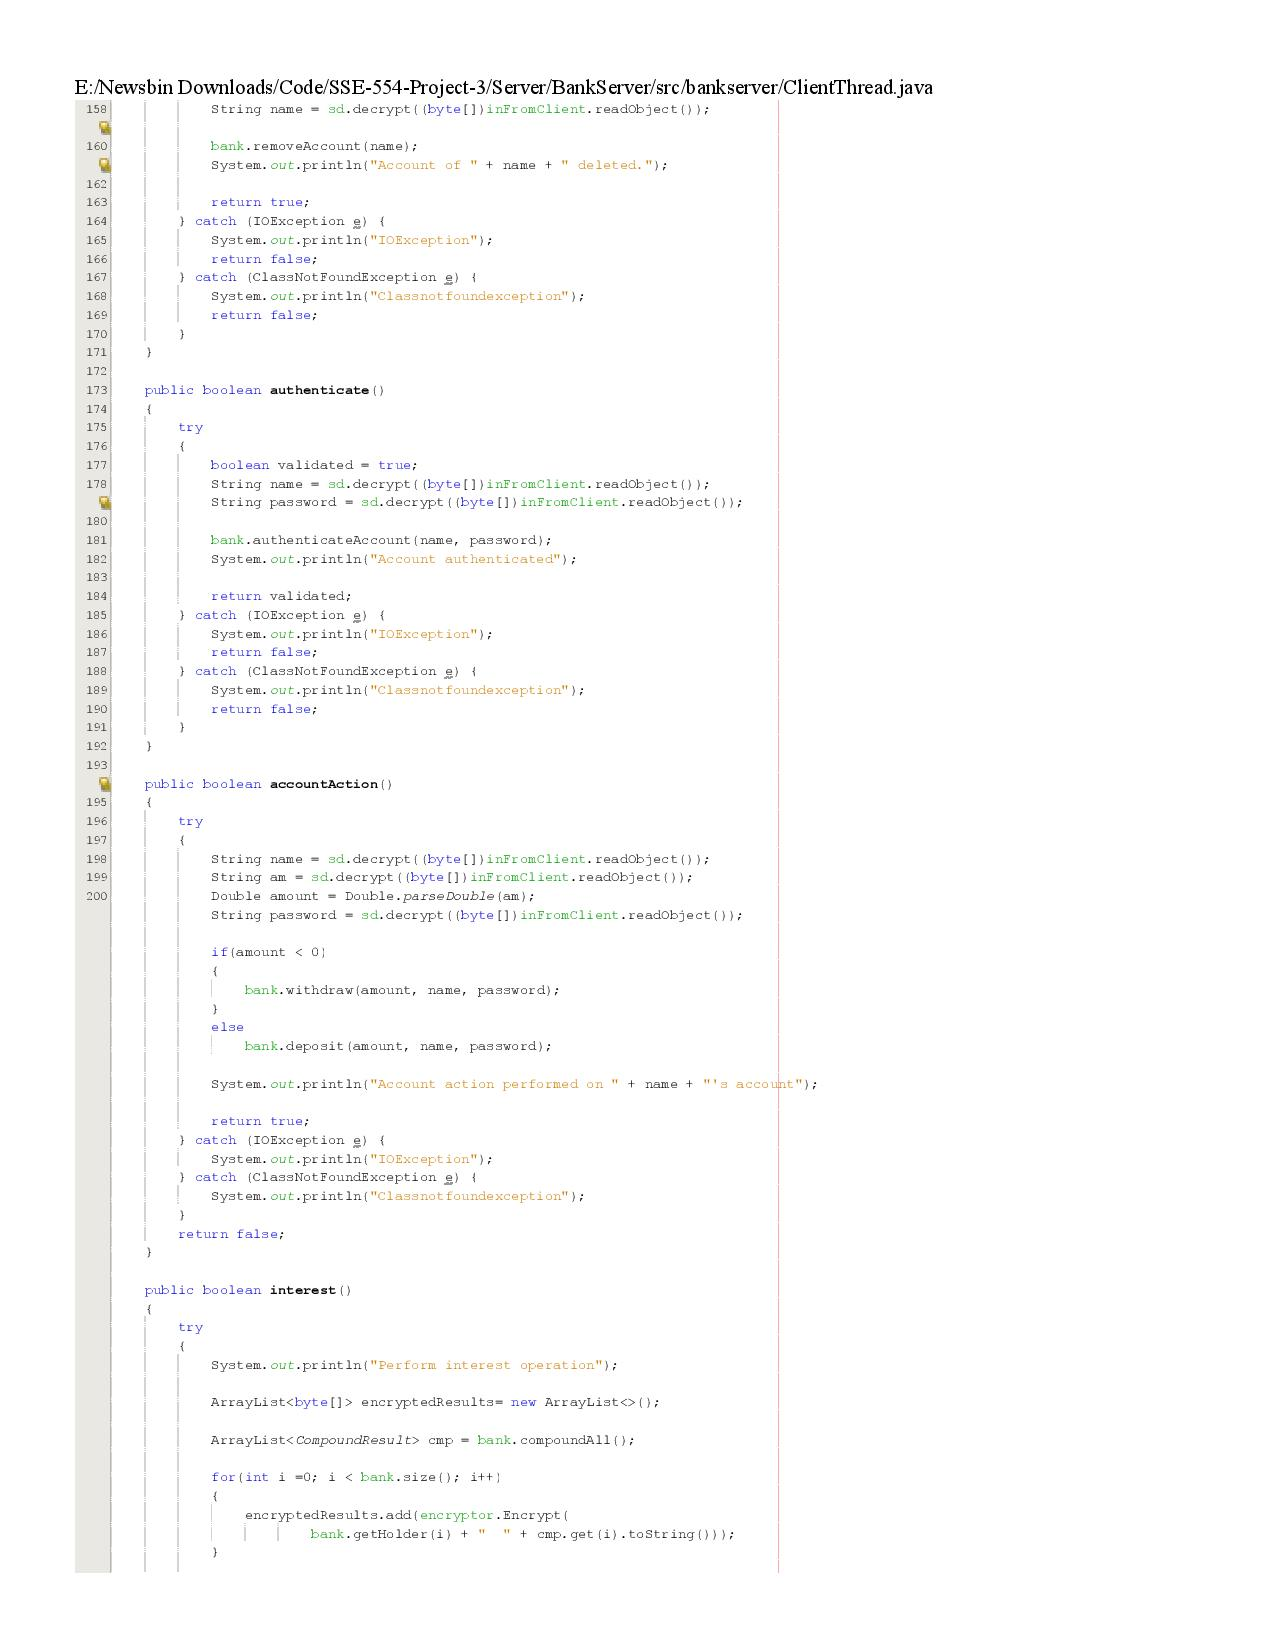 E:/Newsbin Downloads/Code/SSE-554-Project-3/Server/BankServer/src/bankserver/ClientThread.java
158 String name = sd.decrypt((byte[])inFromClient.readObject());
160 bank.removeAccount(name);
System.out.println("Account of " + name + " deleted.");
162
163 return true;
164 } catch (IOException e) {
165 System.out.println("IOException");
166 return false;
167 } catch (ClassNotFoundException e) {
168 System.out.println("Classnotfoundexception");
169 return false;
170 }
171 }
172
173 public boolean authenticate()
174 {
175 try
176 {
177 boolean validated = true;
178 String name = sd.decrypt((byte[])inFromClient.readObject());
String password = sd.decrypt((byte[])inFromClient.readObject());
180
181 bank.authenticateAccount(name, password);
182 System.out.println("Account authenticated");
183
184 return validated;
185 } catch (IOException e) {
186 System.out.println("IOException");
187 return false;
188 } catch (ClassNotFoundException e) {
189 System.out.println("Classnotfoundexception");
190 return false;
191 }
192 }
193
public boolean accountAction()
195 {
196 try
197 {
198 String name = sd.decrypt((byte[])inFromClient.readObject());
199 String am = sd.decrypt((byte[])inFromClient.readObject());
200 Double amount = Double.parseDouble(am);
String password = sd.decrypt((byte[])inFromClient.readObject());
if(amount < 0)
{
bank.withdraw(amount, name, password);
}
else
bank.deposit(amount, name, password);
System.out.println("Account action performed on " + name + "'s account");
return true;
} catch (IOException e) {
System.out.println("IOException");
} catch (ClassNotFoundException e) {
System.out.println("Classnotfoundexception");
}
return false;
}
public boolean interest()
{
try
{
System.out.println("Perform interest operation");
ArrayList<byte[]> encryptedResults= new ArrayList<>();
ArrayList<CompoundResult> cmp = bank.compoundAll();
for(int i =0; i < bank.size(); i++)
{
encryptedResults.add(encryptor.Encrypt(
bank.getHolder(i) + "  " + cmp.get(i).toString()));
}